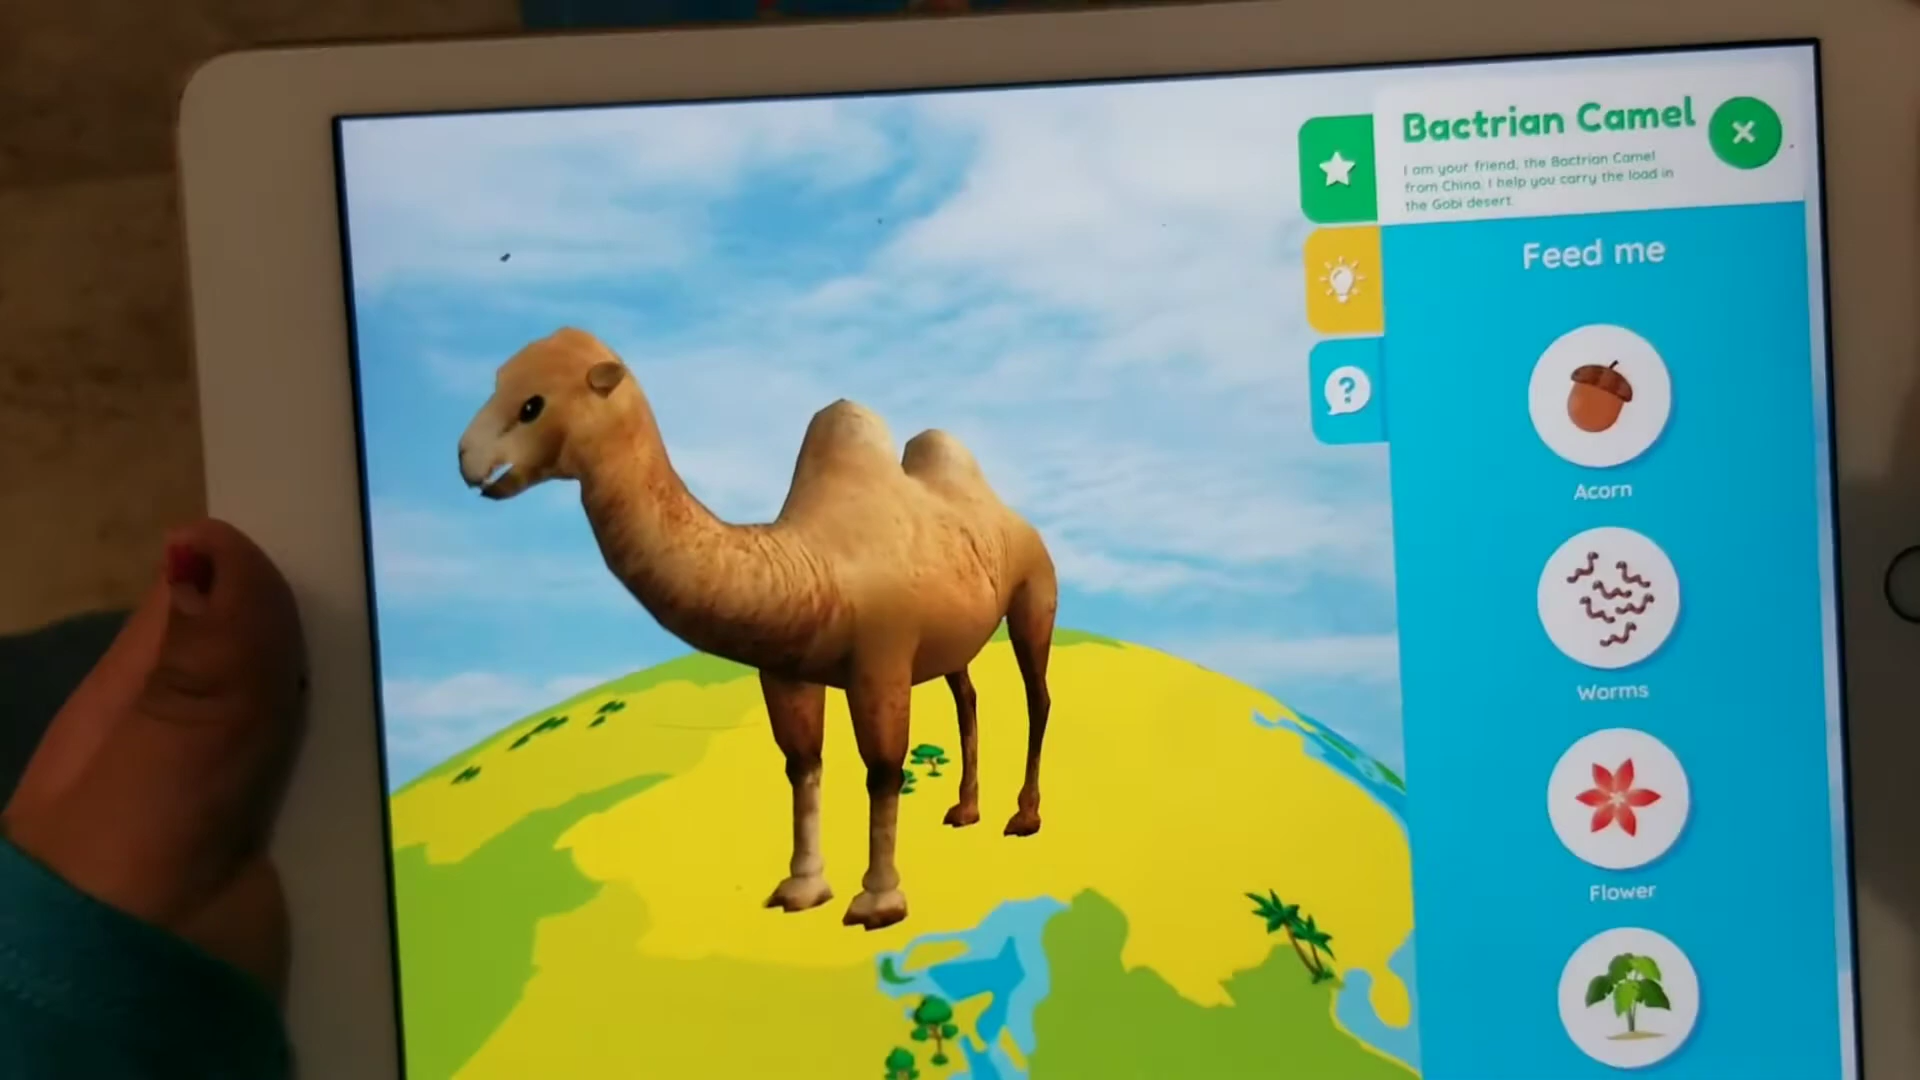 Bactrian Camel
I am your friend, the Bactrian Camel
from China. I help you carry the load in
the Gobi desert.
Feed me
?
Acorn
Worms
Flower